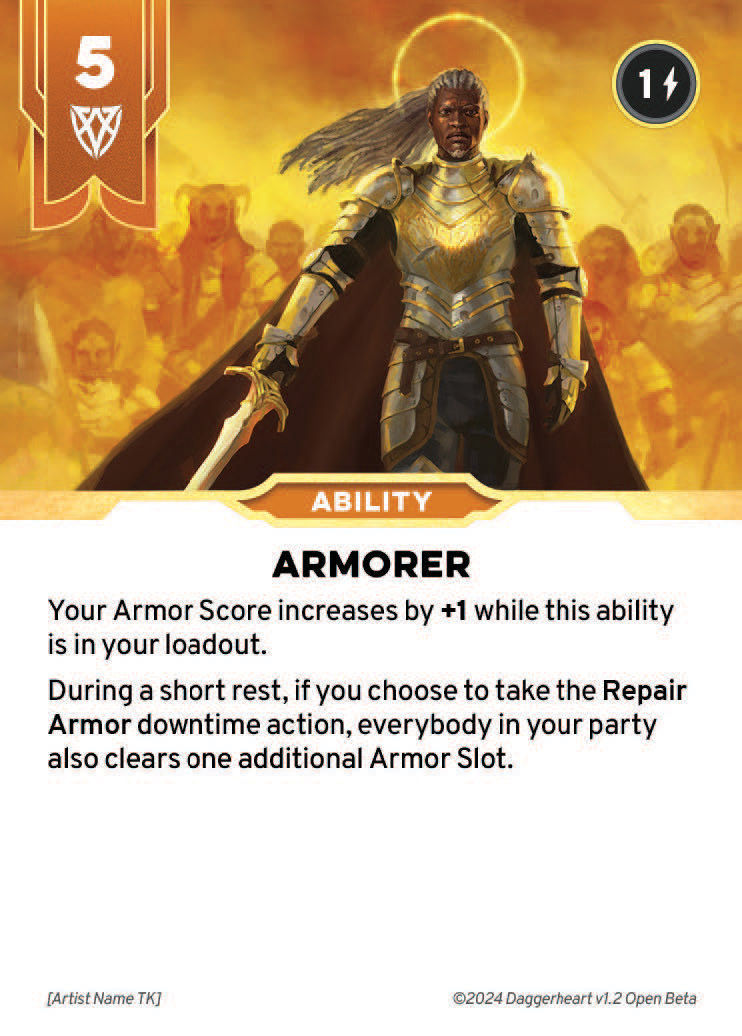 5
1
ABILITY
ARMORER
Your Armor Score increases by +1 while this ability
is in your loadout.
During a short rest, if you choose to take the Repair
Armor downtime action, everybody in your party
also clears one additional Armor Slot.
[Artist Name TK]
©2024 Daggerheart v1.2 Open Beta